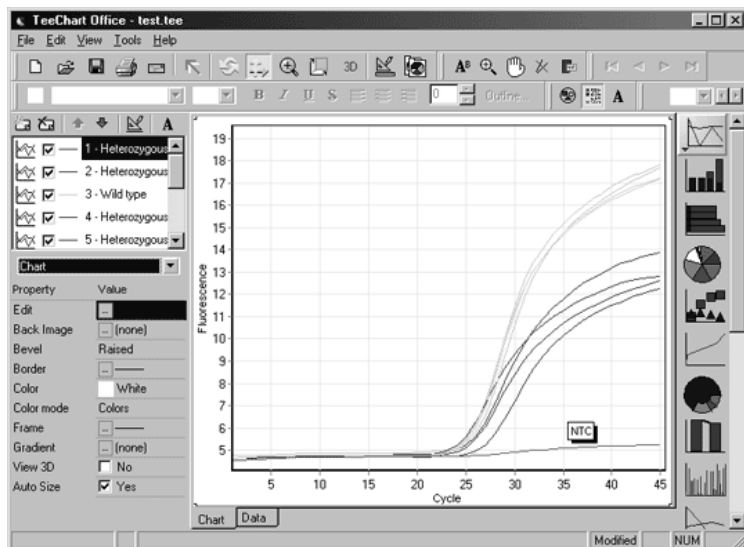 TeeChart Office - test.tee
File Edit View Tools Help
3D
B I U S 0 Outline...
A
1 - Heterozygous
2 - Heterozygous
3 - Wild type
4 - Heterozygous
5 - Heterozygous
Chart
Property Value
Edit
Back Image (none)
Bevel Raised
Border
Color White
Color mode Colors
Frame
Gradient (none)
View 3D No
Auto Size Yes
19
18
17
16
15
14
13
12
11
10
9
8
7
6
5
Fluorescence
NTC
5 10 15 20 25 30 35 40 45
Cycle
Chart Data
Modified NUM